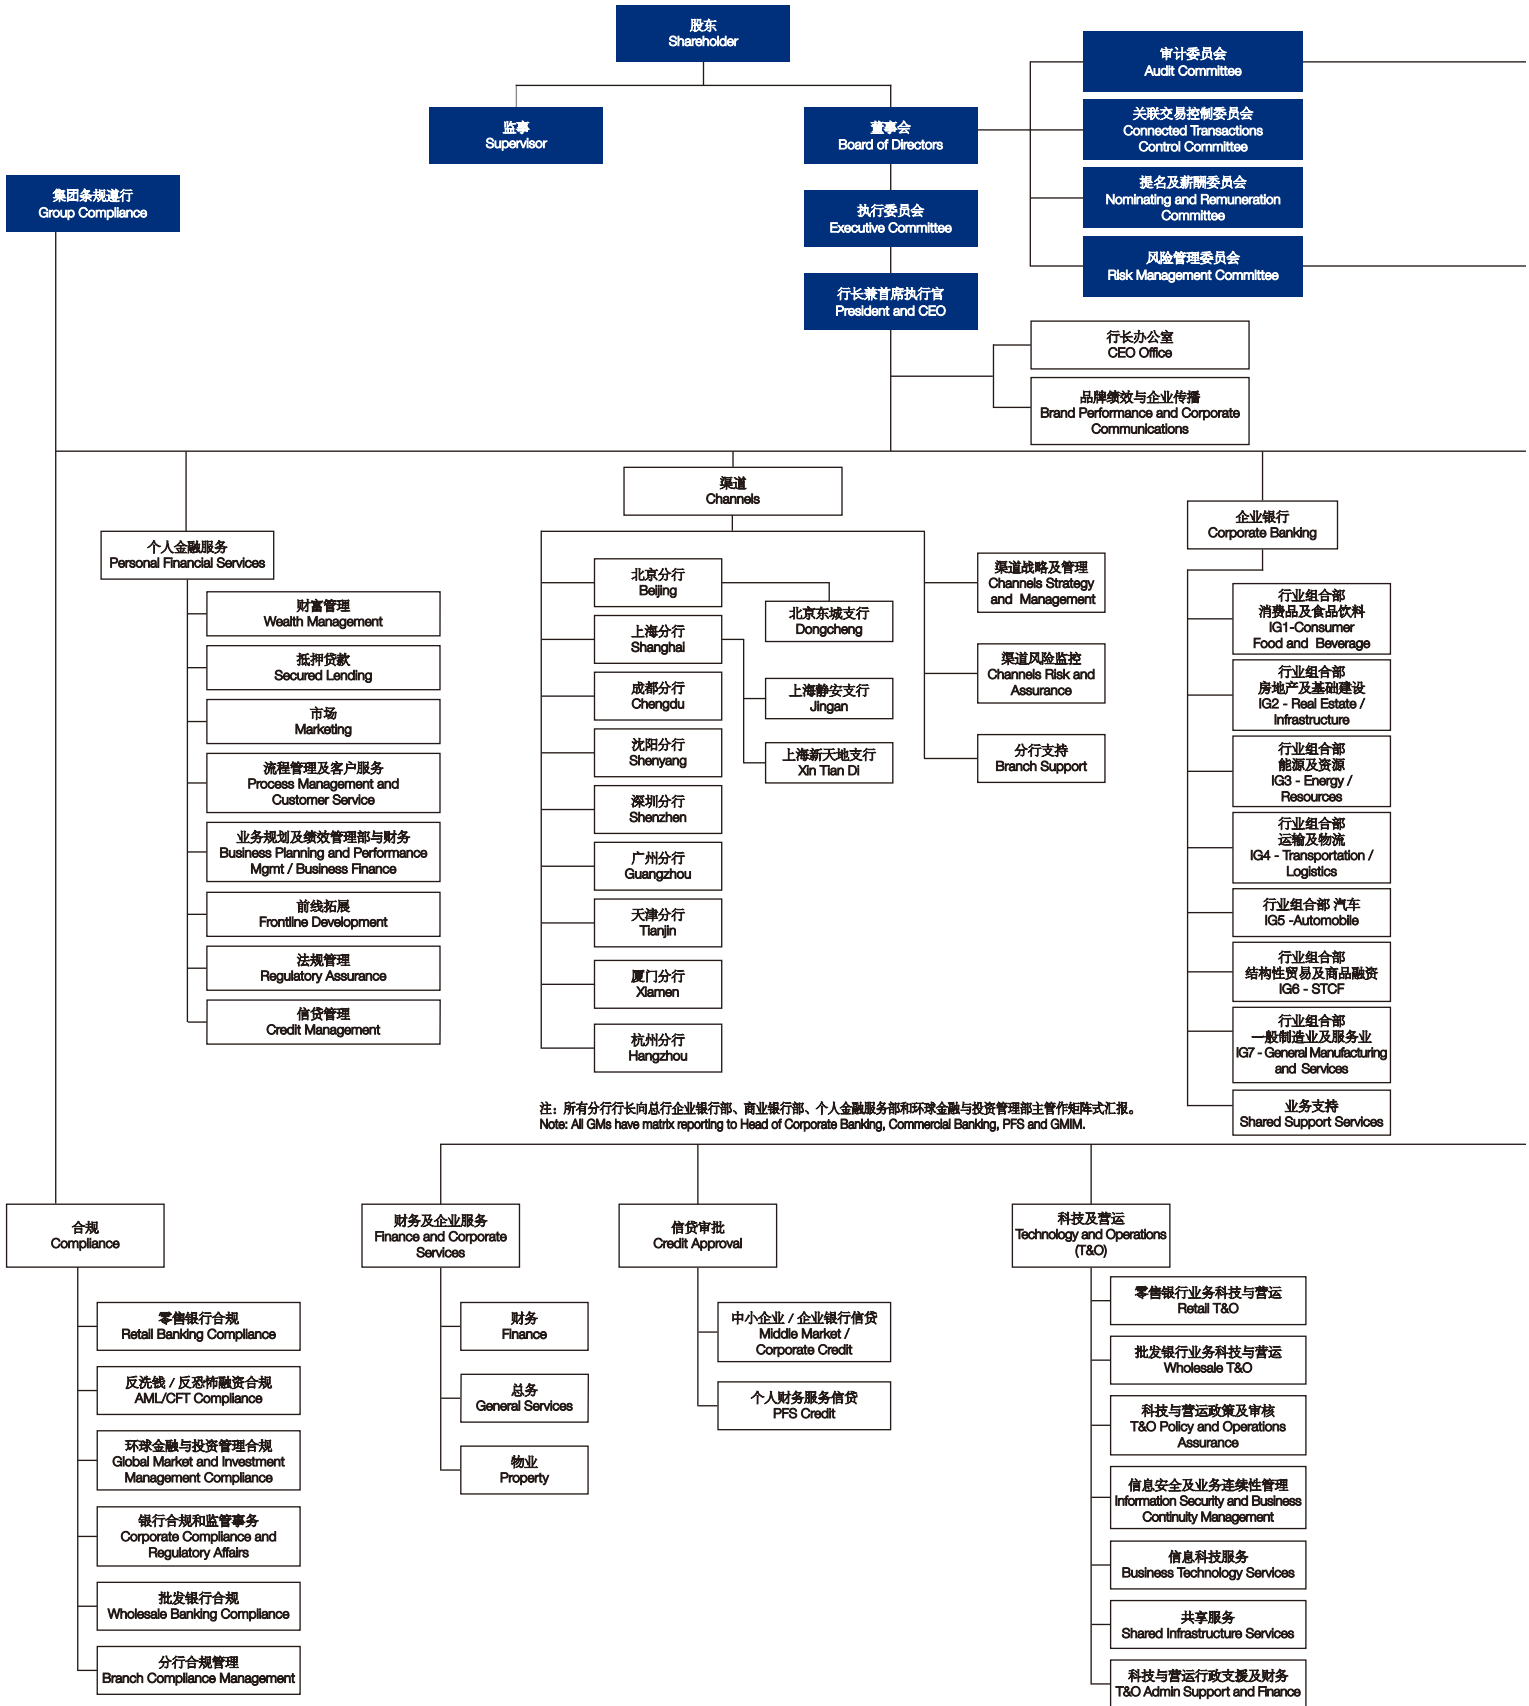 股东
Shareholder
监事
Supervisor
董事会
Board of Directors
审计委员会
Audit Committee
关联交易控制委员会
Connected Transactions
Control Committee
提名及薪酬委员会
Nominating and Remuneration
Committee
风险管理委员会
Risk Management Committee
集团条规遵行
Group Compliance
执行委员会
Executive Committee
行长兼首席执行官
President and CEO
行长办公室
CEO Office
品牌绩效与企业传播
Brand Performance and Corporate
Communications
个人金融服务
Personal Financial Services
财富管理
Wealth Management
抵押贷款
Secured Lending
市场
Marketing
流程管理及客户服务
Process Management and
Customer Service
业务规划及绩效管理部与财务
Business Planning and Performance
Mgmt / Business Finance
前线拓展
Frontline Development
法规管理
Regulatory Assurance
信贷管理
Credit Management
渠道
Channels
北京分行
Beijing
上海分行
Shanghai
成都分行
Chengdu
沈阳分行
Shenyang
深圳分行
Shenzhen
广州分行
Guangzhou
天津分行
Tianjin
厦门分行
Xiamen
杭州分行
Hangzhou
北京东城支行
Dongcheng
上海静安支行
Jingan
上海新天地支行
Xin Tian Di
渠道战略及管理
Channels Strategy
and Management
渠道风险监控
Channels Risk and
Assurance
分行支持
Branch Support
企业银行
Corporate Banking
行业组合部
消费品及食品饮料
IG1-Consumer
Food and Beverage
行业组合部
房地产及基础建设
IG2 - Real Estate /
Infrastructure
行业组合部
能源及资源
IG3 - Energy /
Resources
行业组合部
运输及物流
IG4 - Transportation /
Logistics
行业组合部 汽车
IG5 -Automobile
行业组合部
结构性贸易及商品融资
IG6 - STCF
行业组合部
一般制造业及服务业
IG7 - General Manufacturing
and Services
业务支持
Shared Support Services
注：所有分行行长向总行企业银行部、商业银行部、个人金融服务部和环球金融与投资管理部主管作矩阵式汇报。
Note: All GMs have matrix reporting to Head of Corporate Banking, Commercial Banking, PFS and GMIM.
合规
Compliance
零售银行合规
Retail Banking Compliance
反洗钱 / 反恐怖融资合规
AML/CFT Compliance
环球金融与投资管理合规
Global Market and Investment
Management Compliance
银行合规和监管事务
Corporate Compliance and
Regulatory Affairs
批发银行合规
Wholesale Banking Compliance
分行合规管理
Branch Compliance Management
财务及企业服务
Finance and Corporate
Services
财务
Finance
总务
General Services
物业
Property
信贷审批
Credit Approval
中小企业 / 企业银行信贷
Middle Market /
Corporate Credit
个人财务服务信贷
PFS Credit
科技及营运
Technology and Operations
(T&O)
零售银行业务科技与营运
Retail T&O
批发银行业务科技与营运
Wholesale T&O
科技与营运政策及审核
T&O Policy and Operations
Assurance
信息安全及业务连续性管理
Information Security and Business
Continuity Management
信息科技服务
Business Technology Services
共享服务
Shared Infrastructure Services
科技与营运行政支援及财务
T&O Admin Support and Finance